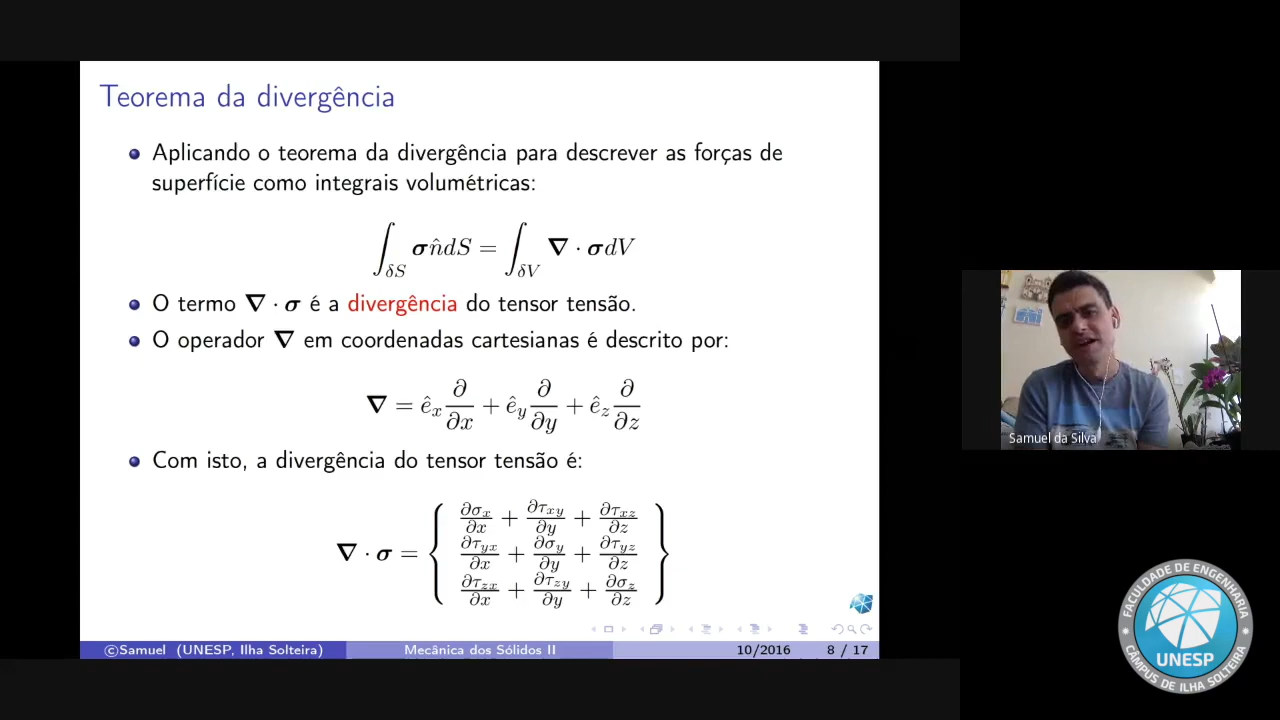 Teorema da divergência
Aplicando o teorema da divergência para descrever as forças de
superfície como integrais volumétricas:
∫_{δS} σn̂dS = ∫_{δV} ∇ · σdV
O termo ∇ · σ é a divergência do tensor tensão.
O operador ∇ em coordenadas cartesianas é descrito por:
∇ = ê_x ∂/∂x + ê_y ∂/∂y + ê_z ∂/∂z
Com isto, a divergência do tensor tensão é:
∇ · σ = { ∂σ_x/∂x + ∂τ_xy/∂y + ∂τ_xz/∂z
∂τ_yx/∂x + ∂σ_y/∂y + ∂τ_yz/∂z
∂τ_zx/∂x + ∂τ_zy/∂y + ∂σ_z/∂z }
©Samuel (UNESP, Ilha Solteira) Mecânica dos Sólidos II 10/2016 8 / 17
Samuel da Silva
FACULDADE DE ENGENHARIA
UNESP
CÂMPUS DE ILHA SOLTEIRA